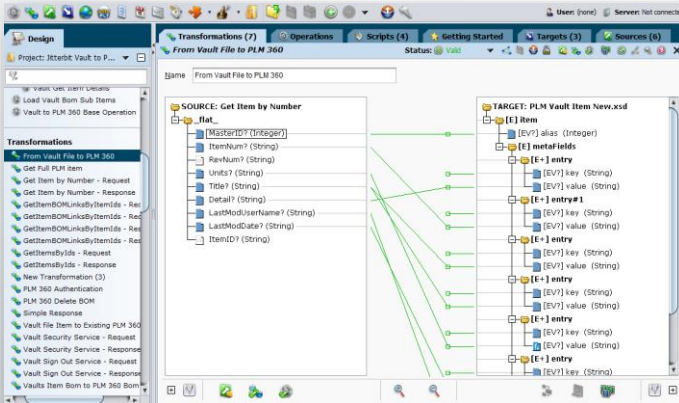 User: (none) Server: Not connecte
Design
Project: Jitterbit Vault to P...
Vault Get Item Details
Load Vault Bom Sub Items
Vault to PLM 360 Base Operation
Transformations
From Vault File to PLM 360
Get Full PLM item
Get Item by Number - Request
Get Item by Number - Response
GetItemBOMLinksByItemIds - Rec
GetItemBOMLinksByItemIds - Rec
GetItemBOMLinksByItemIds - Res
GetItemsByIds - Request
GetItemsByIds - Response
New Transformation (3)
PLM 360 Authentication
PLM 360 Delete BOM
Simple Response
Vault file Item to Existing PLM 360
Vault Security Service - Request
Vault Security Service - Response
Vault Sign Out Service - Request
Vault Sign Out Service - Response
Vaults Item Bom to PLM 360 Bom
Transformations (7) Operations Scripts (4) Getting Started Targets (3) Sources (6)
From Vault File to PLM 360 Status: Valid
Name From Vault File to PLM 360
SOURCE: Get Item by Number
_flat_
MasterID? (Integer)
ItemNum? (String)
RevNum? (String)
Units? (String)
Title? (String)
Detail? (String)
LastModUserName? (String)
LastModDate? (String)
ItemID? (String)
TARGET: PLM Vault Item New.xsd
[E] item
[EV?] alias (Integer)
[E] metaFields
[E+] entry
[EV?] key (String)
[EV?] value (String)
[E+] entry#1
[EV?] key (String)
[EV?] value (String)
[E+] entry
[EV?] key (String)
[EV?] value (String)
[E+] entry
[EV?] key (String)
[EV?] value (String)
[E+] entry
[EV?] key (String)
[EV?] value (String)
[E+] entry
[EV?] key (String)